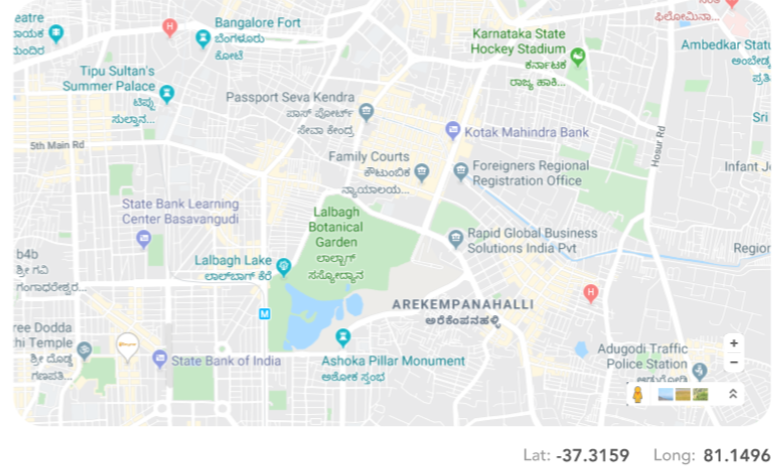 eatre
ಾಯಕ
ಮಂದಿರ
H
Bangalore Fort
ಬೆಂಗಳೂರು
ಕೋಟೆ
Karnataka State
Hockey Stadium
ಕರ್ನಾಟಕ
ರಾಜ್ಯ ಹಾಕಿ...
ಫಿಲೋಮಿನಾ...
Ambedkar Statu
ಅಂಬೇಡ್ಕ
ಪ್ರತಿ
Tipu Sultan's
Summer Palace
ಟಿಪ್ಪು
ಸುಲ್ತಾನ...
Passport Seva Kendra
ಪಾಸ್ ಪೋರ್ಟ್
ಸೇವಾ ಕೇಂದ್ರ
Sri
Kotak Mahindra Bank
5th Main Rd
Hosur Rd
Family Courts
ಕೌಟುಂಬಿಕ
ನ್ಯಾಯಾಲಯ...
Foreigners Regional
Registration Office
Infant J
State Bank Learning
Center Basavangudi
Lalbagh
Botanical
Garden
ಲಾಲ್ಬಾಗ್
ಸಸ್ಯೋದ್ಯಾನ
Rapid Global Business
Solutions India Pvt
Region
b4b
ಶ್ರೀ ಗವಿ
ಗಂಗಾಧರೇಶ್ವರ...
Lalbagh Lake
ಲಾಲ್‌ಬಾಗ್ ಕೆರೆ
H
M
AREKEMPANAHALLI
ಅರೆಕೆಂಪನಹಳ್ಳಿ
ree Dodda
hi Temple
ಶ್ರೀ ದೊಡ್ಡ
ಗಣಪತಿ...
State Bank of India
Ashoka Pillar Monument
ಅಶೋಕ ಸ್ತಂಭ
Adugodi Traffic
Police Station
ಆಡುಗೋಡಿ
+
−
Lat: -37.3159 Long: 81.1496